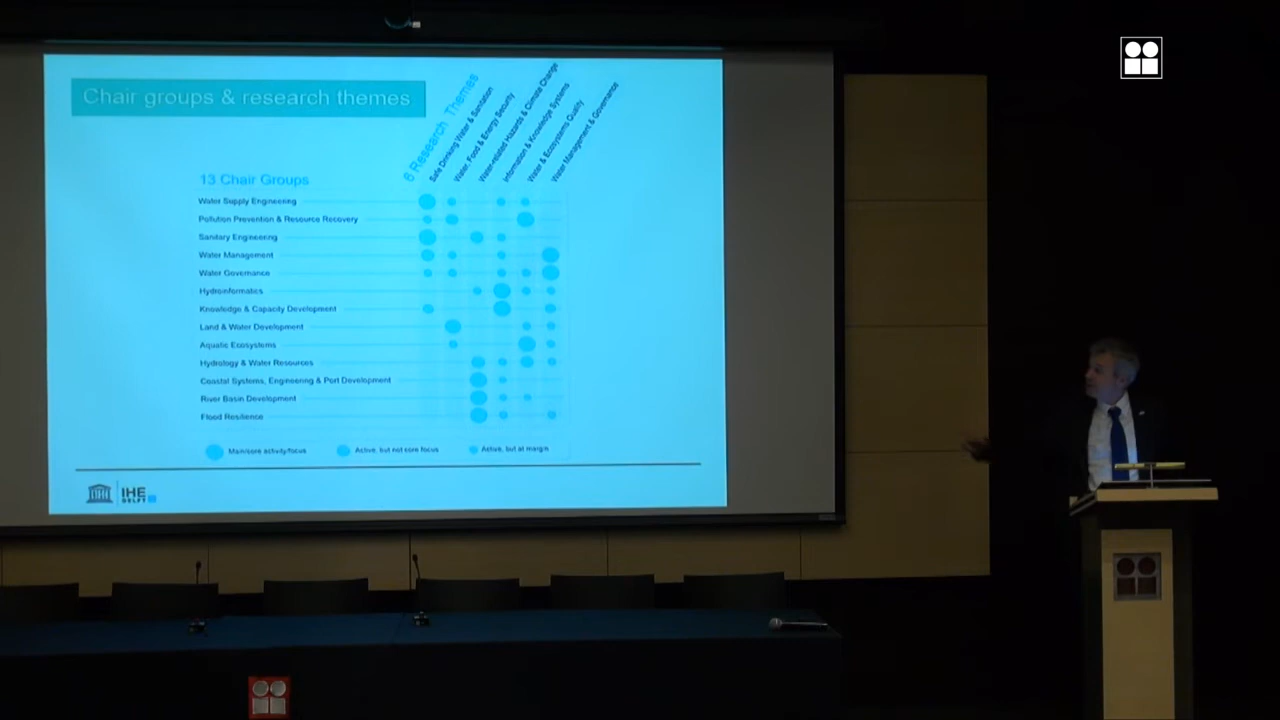 Chair groups & research themes
6 Research Themes
Safe Drinking Water & Sanitation
Water, Food & Energy Security
Water-related Hazards & Climate Change
Information & Knowledge Systems
Water & Ecosystems Quality
Water Management & Governance
13 Chair Groups
Water Supply Engineering
Pollution Prevention & Resource Recovery
Sanitary Engineering
Water Management
Water Governance
Hydroinformatics
Knowledge & Capacity Development
Land & Water Development
Aquatic Ecosystems
Hydrology & Water Resources
Coastal Systems, Engineering & Port Development
River Basin Development
Flood Resilience
Main/core activity/focus
Active, but not core focus
Active, but at margin
IHE
DELFT